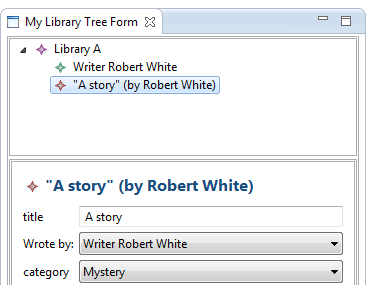 My Library Tree Form
Library A
Writer Robert White
"A story" (by Robert White)
"A story" (by Robert White)
title A story
Wrote by: Writer Robert White
category Mystery